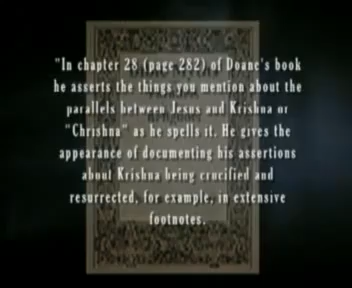 "In chapter 28 (page 282) of Doane's book
he asserts the things you mention about the
parallels between Jesus and Krishna or
"Chrishna" as he spells it. He gives the
appearance of documenting his assertions
about Krishna being crucified and
resurrected, for example, in extensive
footnotes.